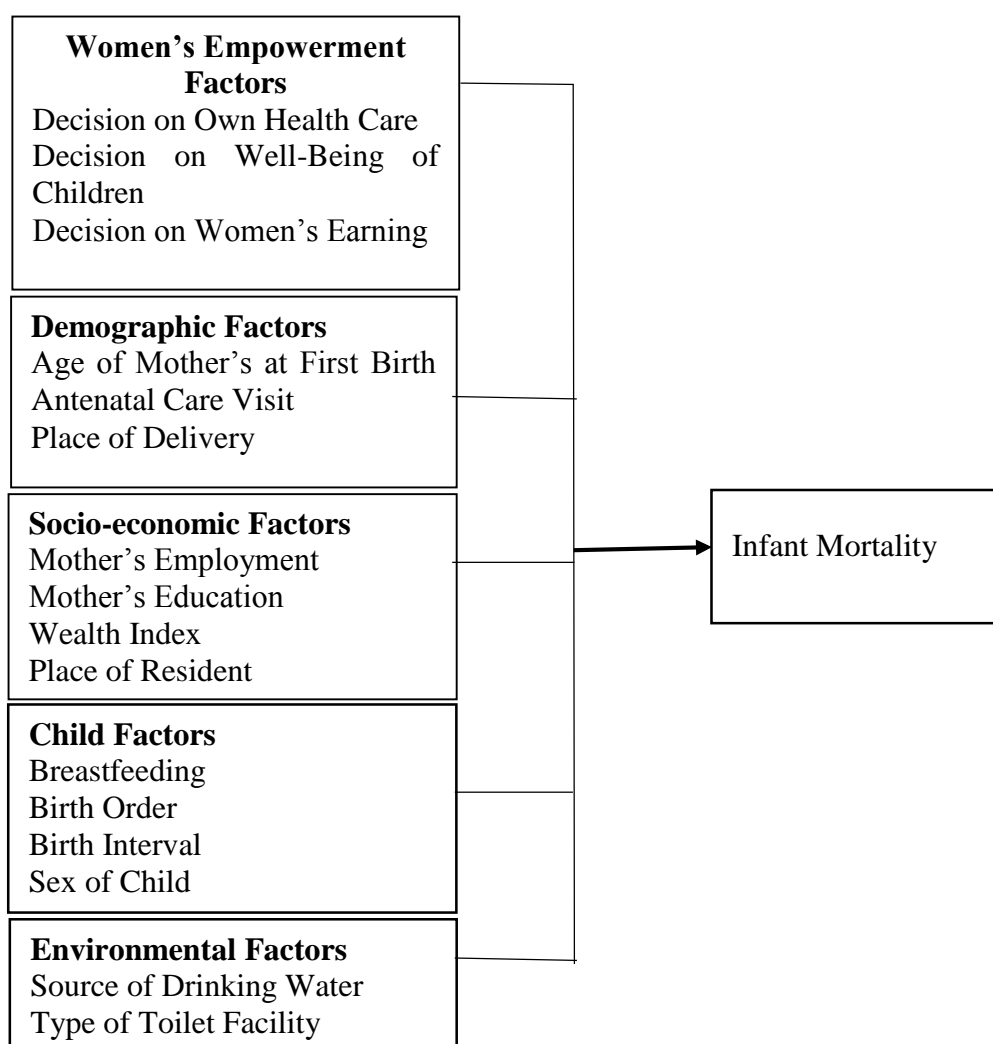 Women’s Empowerment
Factors
Decision on Own Health Care
Decision on Well-Being of
Children
Decision on Women’s Earning
Demographic Factors
Age of Mother’s at First Birth
Antenatal Care Visit
Place of Delivery
Socio-economic Factors
Mother’s Employment
Mother’s Education
Wealth Index
Place of Resident
Infant Mortality
Child Factors
Breastfeeding
Birth Order
Birth Interval
Sex of Child
Environmental Factors
Source of Drinking Water
Type of Toilet Facility